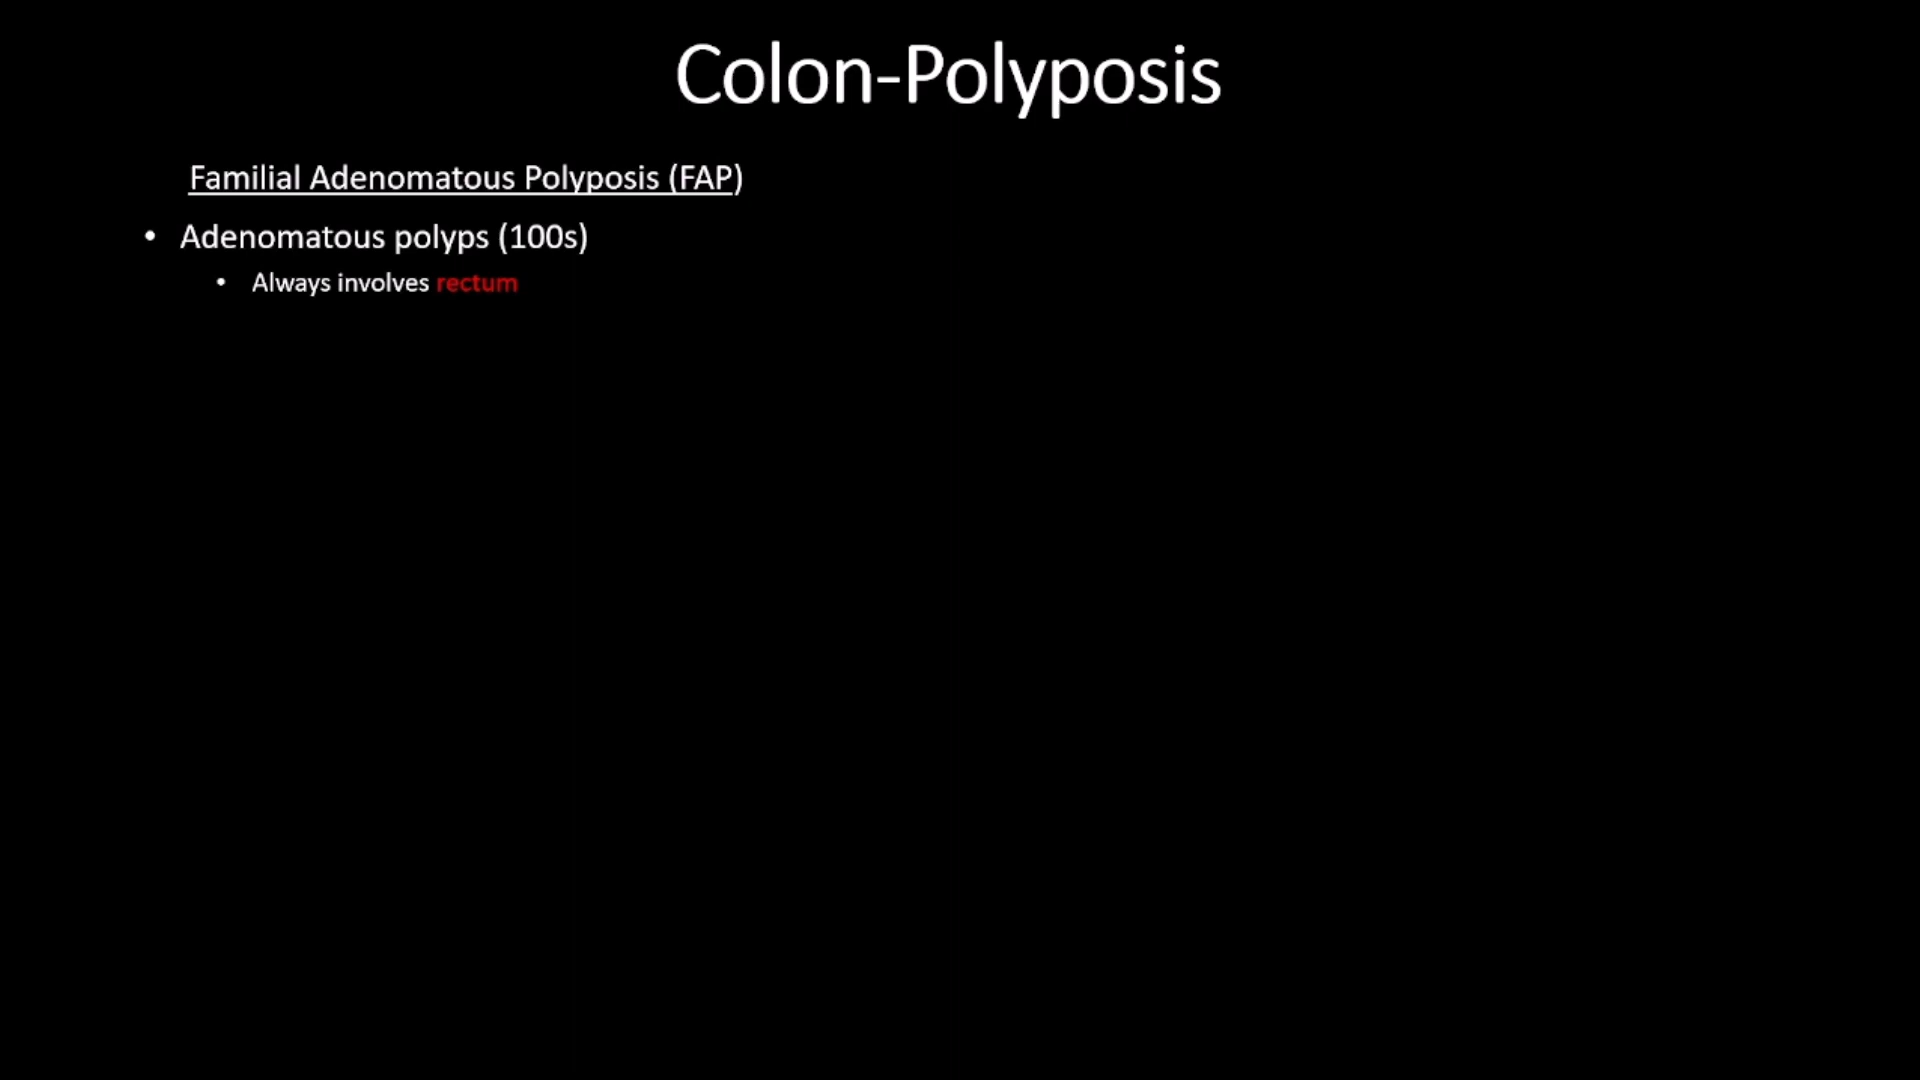 Colon-Polyposis
Familial Adenomatous Polyposis (FAP)
• Adenomatous polyps (100s)
• Always involves rectum